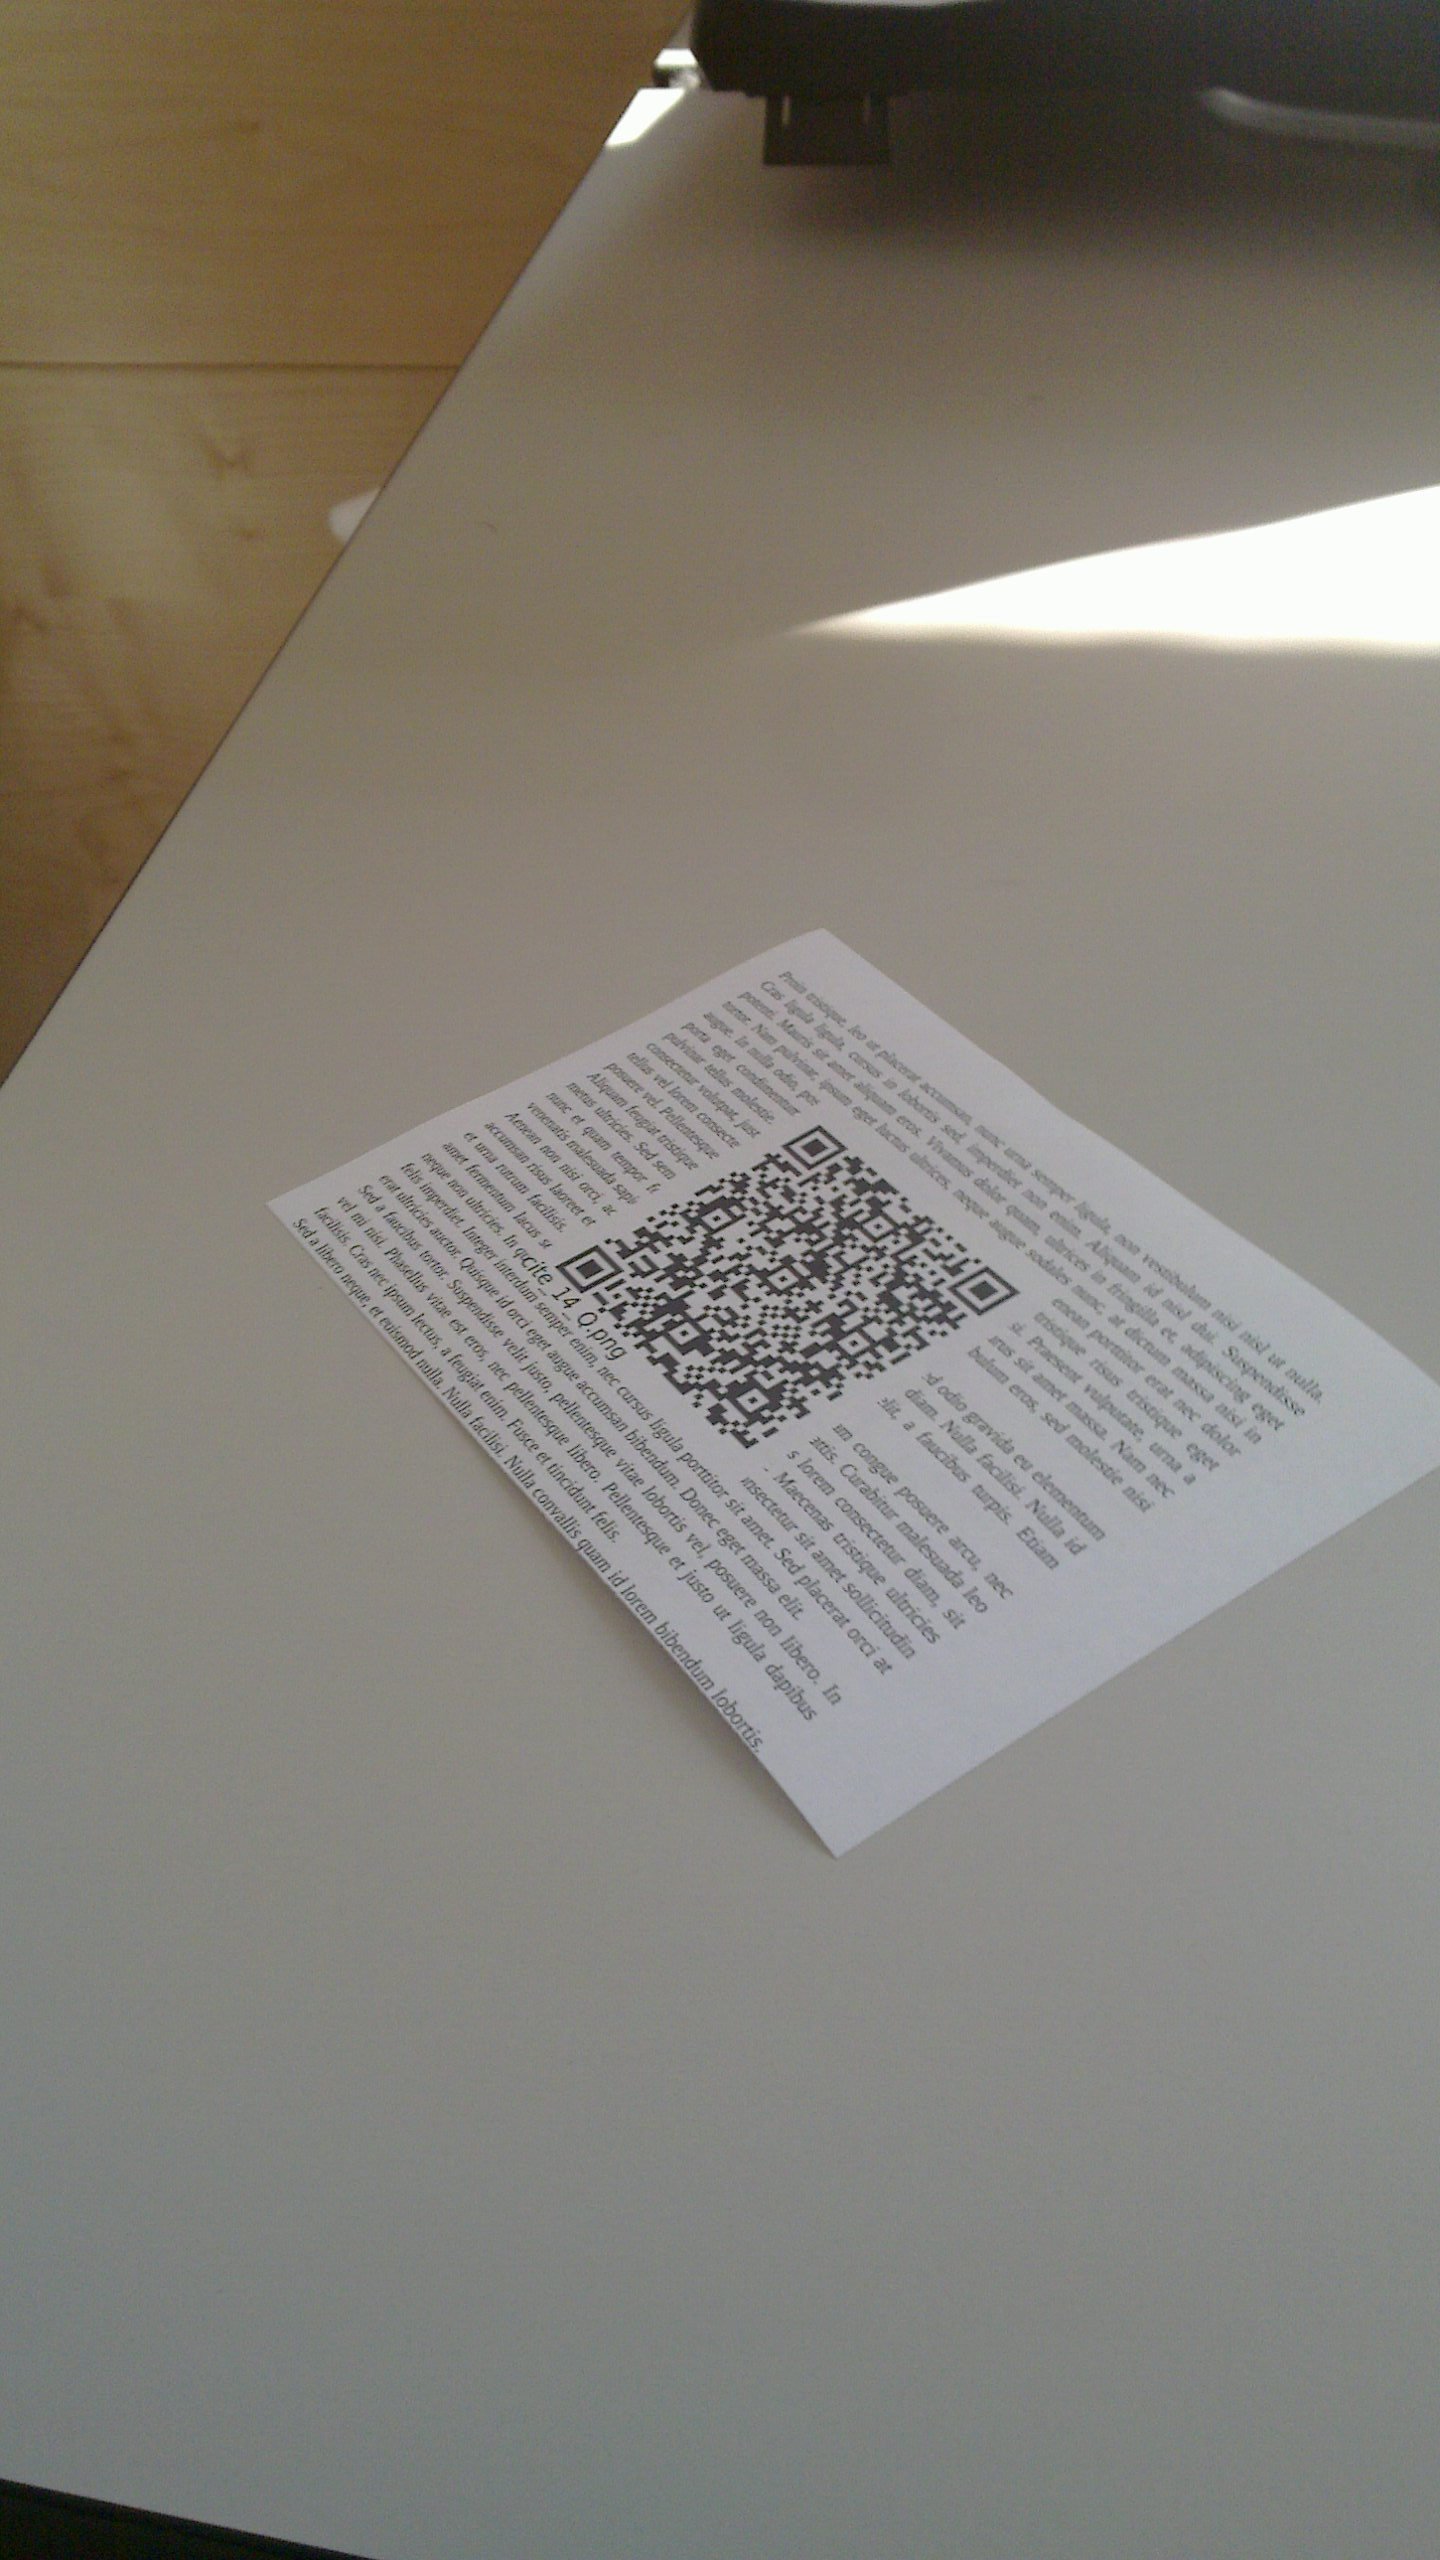 Proin tristique, leo ut placerat accumsan, nunc urna semper ligula, non vestibulum nisi nisl ut nulla.
Cras ligula ligula, cursus in lobortis sed, imperdiet non enim. Aliquam id nisl dui. Suspendisse
potenti. Mauris sit amet aliquam eros. Vivamus dolor quam, ultrices in fringilla et, adipiscing eget
tortor. Nam pulvinar, ipsum eget luctus ultrices, neque augue sodales nunc, at dictum massa nisi in
augue. In nulla odio, pos enean porttitor erat nec dolor
porta eget condimentum tristique risus tristique eget
pulvinar tellus molestie. si. Praesent vulputate, urna a
consectetur volutpat, just arus sit amet massa. Nam nec
tellus vel lorem consecte bulum eros, sed molestie nisi
posuere vel. Pellentesque
Aliquam feugiat tristique d odio gravida eu elementum
metus ultricies. Sed sem diam. Nulla facilisi. Nulla id
nunc et quam tempor elit, a faucibus turpis. Etiam
venenatis malesuada sapi
Aenean non nisi orci, ac m congue posuere arcu, nec
accumsan risus laoreet et attis. Curabitur malesuada leo
et urna rutrum facilisis. s lorem consectetur diam, sit
amet fermentum lacus . Maecenas tristique ultricies
neque non ultricies. In q nsectetur sit amet sollicitudin
cite_14_Q.png
felis imperdiet. Integer interdum semper enim, nec cursus ligula porttitor sit amet. Sed placerat orci at
erat ultricies auctor. Quisque id orci eget augue accumsan bibendum. Donec eget massa elit.
Sed a faucibus tortor. Suspendisse velit justo, pellentesque vitae lobortis vel, posuere non libero. In
vel mi nisi. Phasellus vitae est eros, nec pellentesque libero. Pellentesque et justo ut ligula dapibus
facilisis. Cras nec ipsum lectus, a feugiat enim. Fusce et tincidunt felis.
Sed a libero neque, et euismod nulla. Nulla facilisi. Nulla convallis quam id lorem bibendum lobortis.